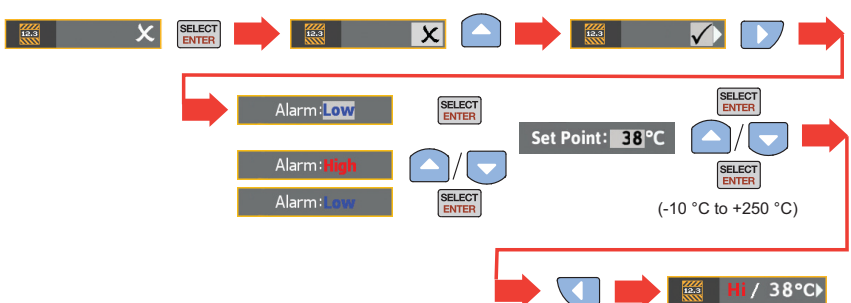 12.3 X SELECT ENTER 12.3 X 12.3 ✓
Alarm:Low SELECT ENTER
SELECT ENTER
Set Point: 38°C
Alarm:High
Alarm:Low SELECT ENTER
/
/
SELECT ENTER
(-10 °C to +250 °C)
12.3 Hi / 38°C